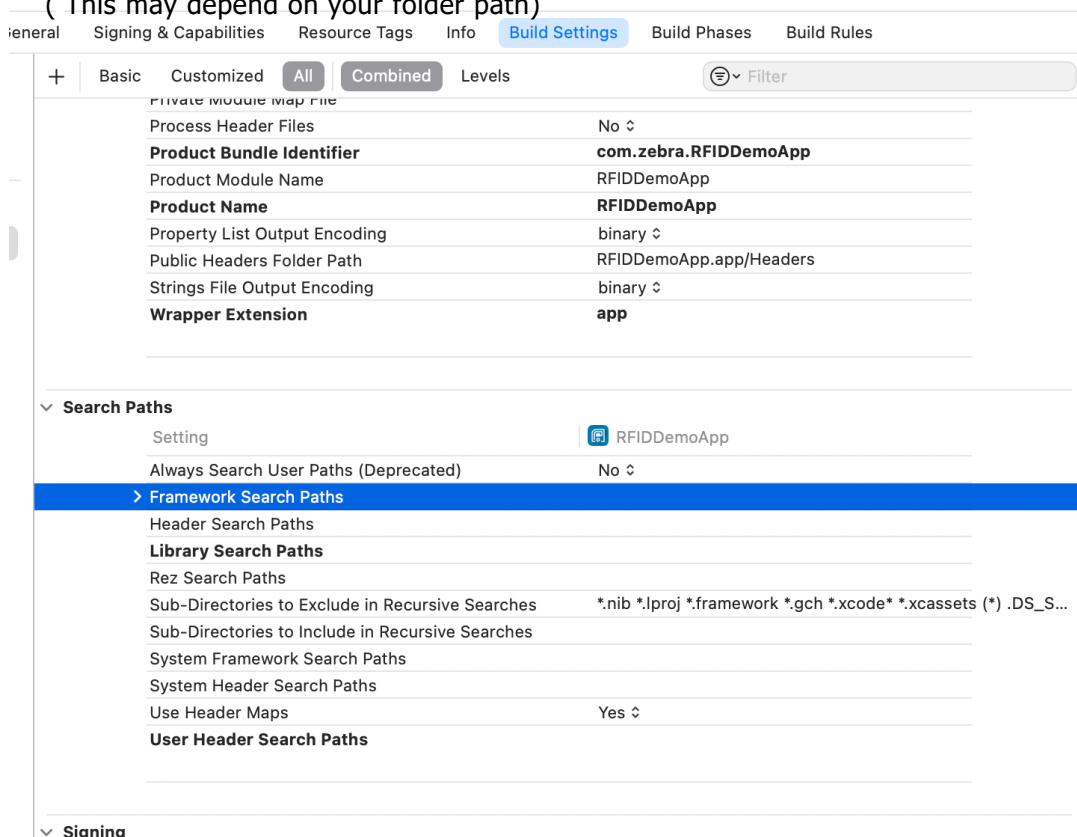 ( This may depend on your folder path)
General Signing & Capabilities Resource Tags Info Build Settings Build Phases Build Rules
+ Basic Customized All Combined Levels Filter
Private Module Map File
Process Header Files No
Product Bundle Identifier com.zebra.RFIDDemoApp
Product Module Name RFIDDemoApp
Product Name RFIDDemoApp
Property List Output Encoding binary
Public Headers Folder Path RFIDDemoApp.app/Headers
Strings File Output Encoding binary
Wrapper Extension app
Search Paths
Setting RFIDDemoApp
Always Search User Paths (Deprecated) No
Framework Search Paths
Header Search Paths
Library Search Paths
Rez Search Paths
Sub-Directories to Exclude in Recursive Searches *.nib *.lproj *.framework *.gch *.xcode* *.xcassets (*) .DS_S...
Sub-Directories to Include in Recursive Searches
System Framework Search Paths
System Header Search Paths
Use Header Maps Yes
User Header Search Paths
Signing